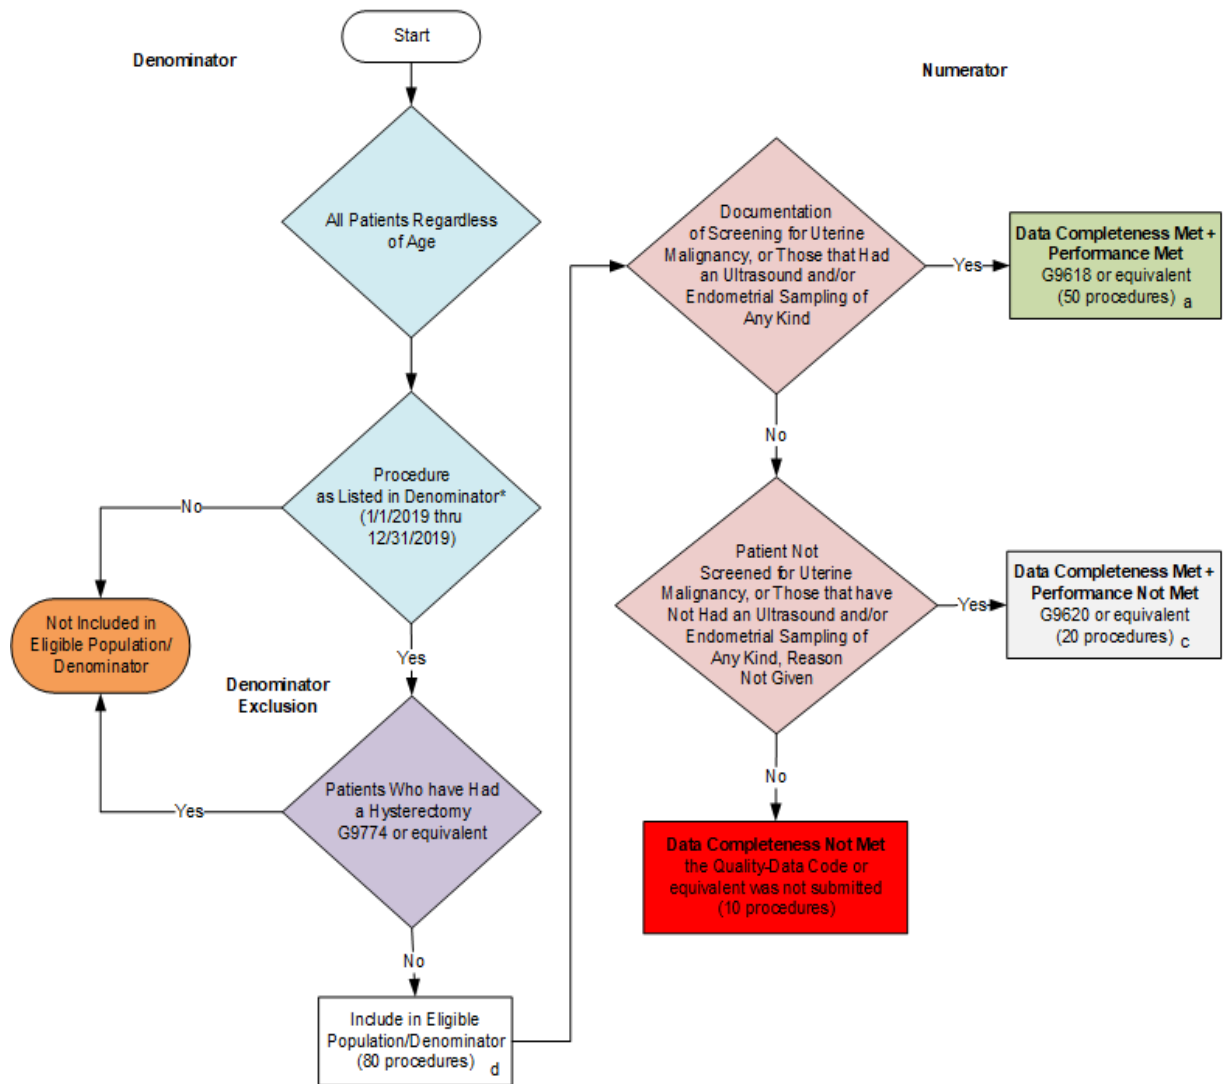 Start
Denominator
Numerator
All Patients Regardless
of Age
Procedure
as Listed in Denominator*
(1/1/2019 thru
12/31/2019)
No
Not Included in
Eligible Population/
Denominator
Yes
Denominator
Exclusion
Patients Who have Had
a Hysterectomy
G9774 or equivalent
Yes
No
Include in Eligible
Population/Denominator
(80 procedures)
d
Documentation
of Screening for Uterine
Malignancy, or Those that Had
an Ultrasound and/or
Endometrial Sampling of
Any Kind
Yes
Data Completeness Met +
Performance Met
G9618 or equivalent
(50 procedures)
a
No
Patient Not
Screened for Uterine
Malignancy, or Those that have
Not Had an Ultrasound and/or
Endometrial Sampling of
Any Kind, Reason
Not Given
Yes
Data Completeness Met +
Performance Not Met
G9620 or equivalent
(20 procedures)
c
No
Data Completeness Not Met
the Quality-Data Code or
equivalent was not submitted
(10 procedures)